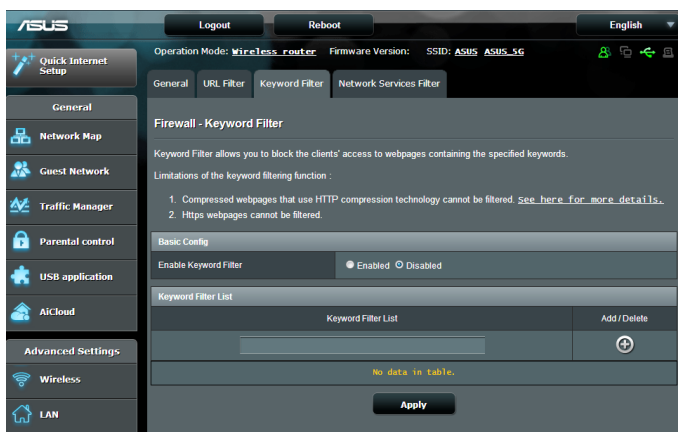 ASUS
Logout
Reboot
English
Quick Internet
Setup
Operation Mode: Wireless router Firmware Version: SSID: ASUS ASUS_5G
General
URL Filter
Keyword Filter
Network Services Filter
General
Network Map
Guest Network
Traffic Manager
Parental control
USB application
AiCloud
Advanced Settings
Wireless
LAN
Firewall - Keyword Filter
Keyword Filter allows you to block the clients' access to webpages containing the specified keywords.
Limitations of the keyword filtering function :
1. Compressed webpages that use HTTP compression technology cannot be filtered. See here for more details.
2. Https webpages cannot be filtered.
Basic Config
Enable Keyword Filter
Enabled Disabled
Keyword Filter List
Keyword Filter List
Add / Delete
No data in table.
Apply